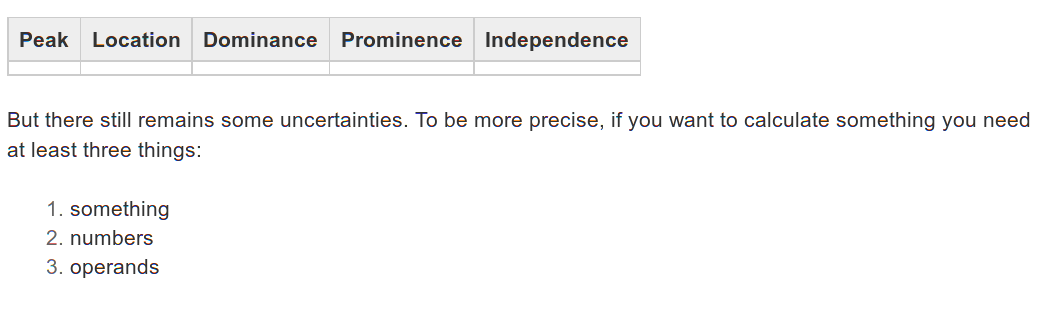 Peak Location Dominance Prominence Independence
But there still remains some uncertainties. To be more precise, if you want to calculate something you need
at least three things:
1. something
2. numbers
3. operands